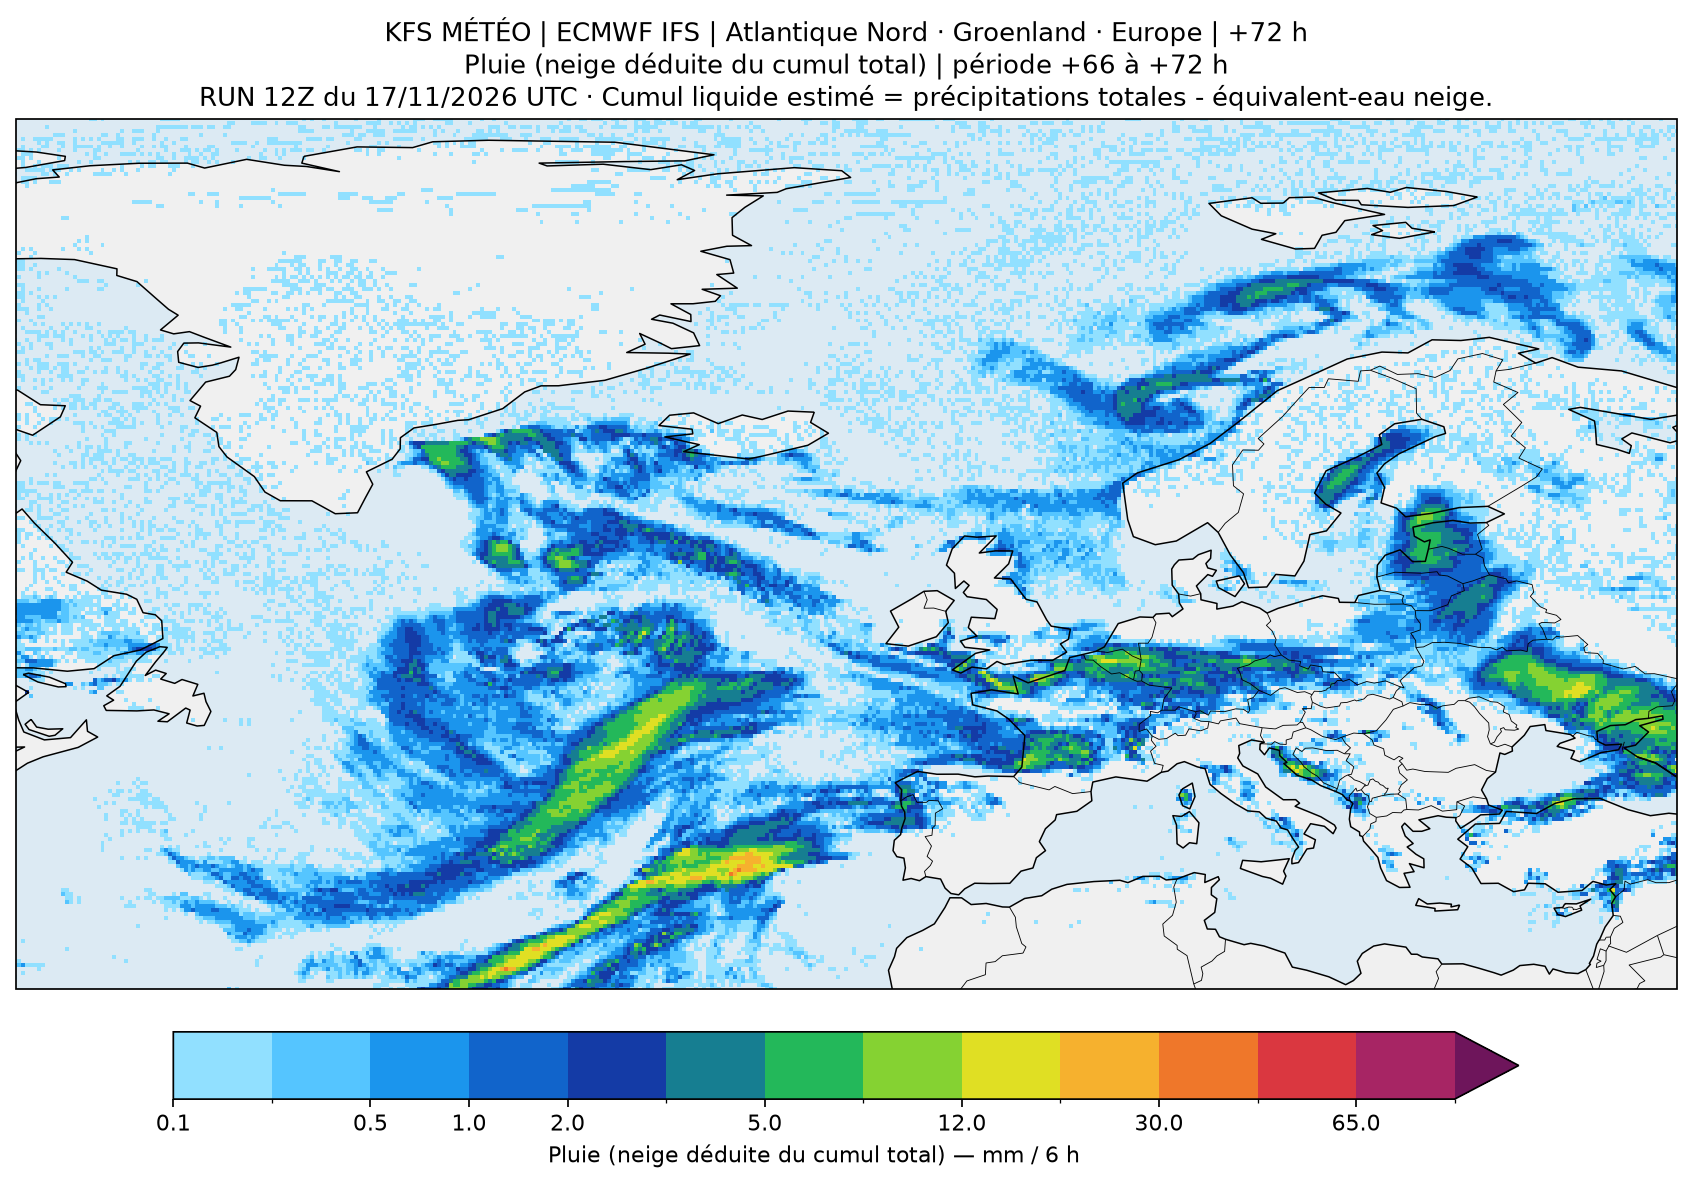 KFS MÉTÉO | ECMWF IFS | Atlantique Nord · Groenland · Europe | +72 h
Pluie (neige déduite du cumul total) | période +66 à +72 h
RUN 12Z du 17/11/2026 UTC · Cumul liquide estimé = précipitations totales - équivalent-eau neige.
0.1 0.5 1.0 2.0 5.0 12.0 30.0 65.0
Pluie (neige déduite du cumul total) — mm / 6 h